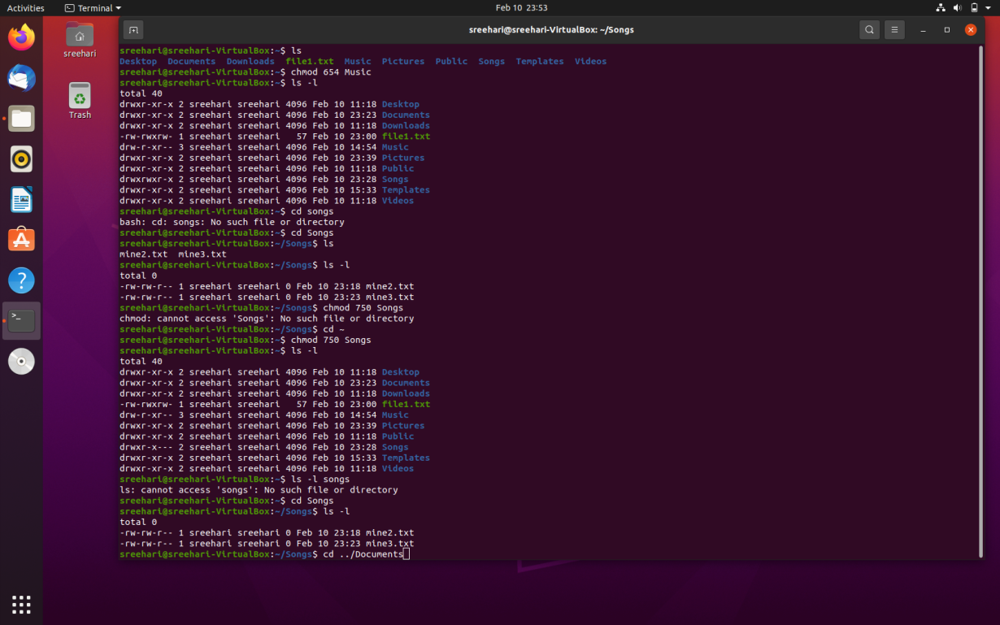 Activities Terminal Feb 10 23:53
sreehari@sreehari-VirtualBox: ~/Songs
sreehari
Trash
sreehari@sreehari-VirtualBox:~$ ls
Desktop Documents Downloads file1.txt Music Pictures Public Songs Templates Videos
sreehari@sreehari-VirtualBox:~$ chmod 654 Music
sreehari@sreehari-VirtualBox:~$ ls -l
total 40
drwxr-xr-x 2 sreehari sreehari 4096 Feb 10 11:18 Desktop
drwxr-xr-x 2 sreehari sreehari 4096 Feb 10 23:23 Documents
drwxr-xr-x 2 sreehari sreehari 4096 Feb 10 11:18 Downloads
-rw-rwxrw- 1 sreehari sreehari   57 Feb 10 23:00 file1.txt
drw-r-xr-- 3 sreehari sreehari 4096 Feb 10 14:54 Music
drwxr-xr-x 2 sreehari sreehari 4096 Feb 10 23:39 Pictures
drwxr-xr-x 2 sreehari sreehari 4096 Feb 10 11:18 Public
drwxrwxr-x 2 sreehari sreehari 4096 Feb 10 23:28 Songs
drwxr-xr-x 2 sreehari sreehari 4096 Feb 10 15:33 Templates
drwxr-xr-x 2 sreehari sreehari 4096 Feb 10 11:18 Videos
sreehari@sreehari-VirtualBox:~$ cd songs
bash: cd: songs: No such file or directory
sreehari@sreehari-VirtualBox:~$ cd Songs
sreehari@sreehari-VirtualBox:~/Songs$ ls
mine2.txt  mine3.txt
sreehari@sreehari-VirtualBox:~/Songs$ ls -l
total 0
-rw-rw-r-- 1 sreehari sreehari 0 Feb 10 23:18 mine2.txt
-rw-rw-r-- 1 sreehari sreehari 0 Feb 10 23:23 mine3.txt
sreehari@sreehari-VirtualBox:~/Songs$ chmod 750 Songs
chmod: cannot access 'Songs': No such file or directory
sreehari@sreehari-VirtualBox:~/Songs$ cd ~
sreehari@sreehari-VirtualBox:~$ chmod 750 Songs
sreehari@sreehari-VirtualBox:~$ ls -l
total 40
drwxr-xr-x 2 sreehari sreehari 4096 Feb 10 11:18 Desktop
drwxr-xr-x 2 sreehari sreehari 4096 Feb 10 23:23 Documents
drwxr-xr-x 2 sreehari sreehari 4096 Feb 10 11:18 Downloads
-rw-rwxrw- 1 sreehari sreehari   57 Feb 10 23:00 file1.txt
drw-r-xr-- 3 sreehari sreehari 4096 Feb 10 14:54 Music
drwxr-xr-x 2 sreehari sreehari 4096 Feb 10 23:39 Pictures
drwxr-xr-x 2 sreehari sreehari 4096 Feb 10 11:18 Public
drwxr-x--- 2 sreehari sreehari 4096 Feb 10 23:28 Songs
drwxr-xr-x 2 sreehari sreehari 4096 Feb 10 15:33 Templates
drwxr-xr-x 2 sreehari sreehari 4096 Feb 10 11:18 Videos
sreehari@sreehari-VirtualBox:~$ ls -l songs
ls: cannot access 'songs': No such file or directory
sreehari@sreehari-VirtualBox:~$ cd Songs
sreehari@sreehari-VirtualBox:~/Songs$ ls -l
total 0
-rw-rw-r-- 1 sreehari sreehari 0 Feb 10 23:18 mine2.txt
-rw-rw-r-- 1 sreehari sreehari 0 Feb 10 23:23 mine3.txt
sreehari@sreehari-VirtualBox:~/Songs$ cd ../Documents